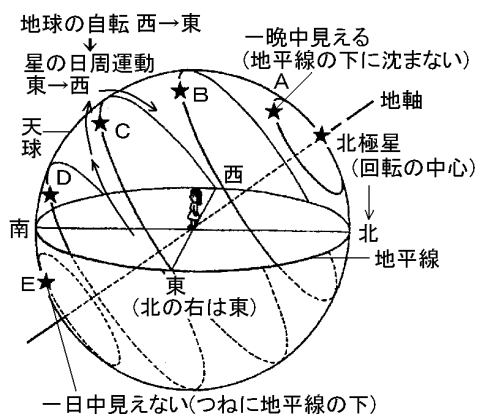 地球の自転 西→東
星の日周運動
東→西
一晩中見える
(地平線の下に沈まない)
A
B
地軸
天球
C
北極星
(回転の中心)
D
西
南
北
地平線
E
東
(北の右は東)
一日中見えない(つねに地平線の下)